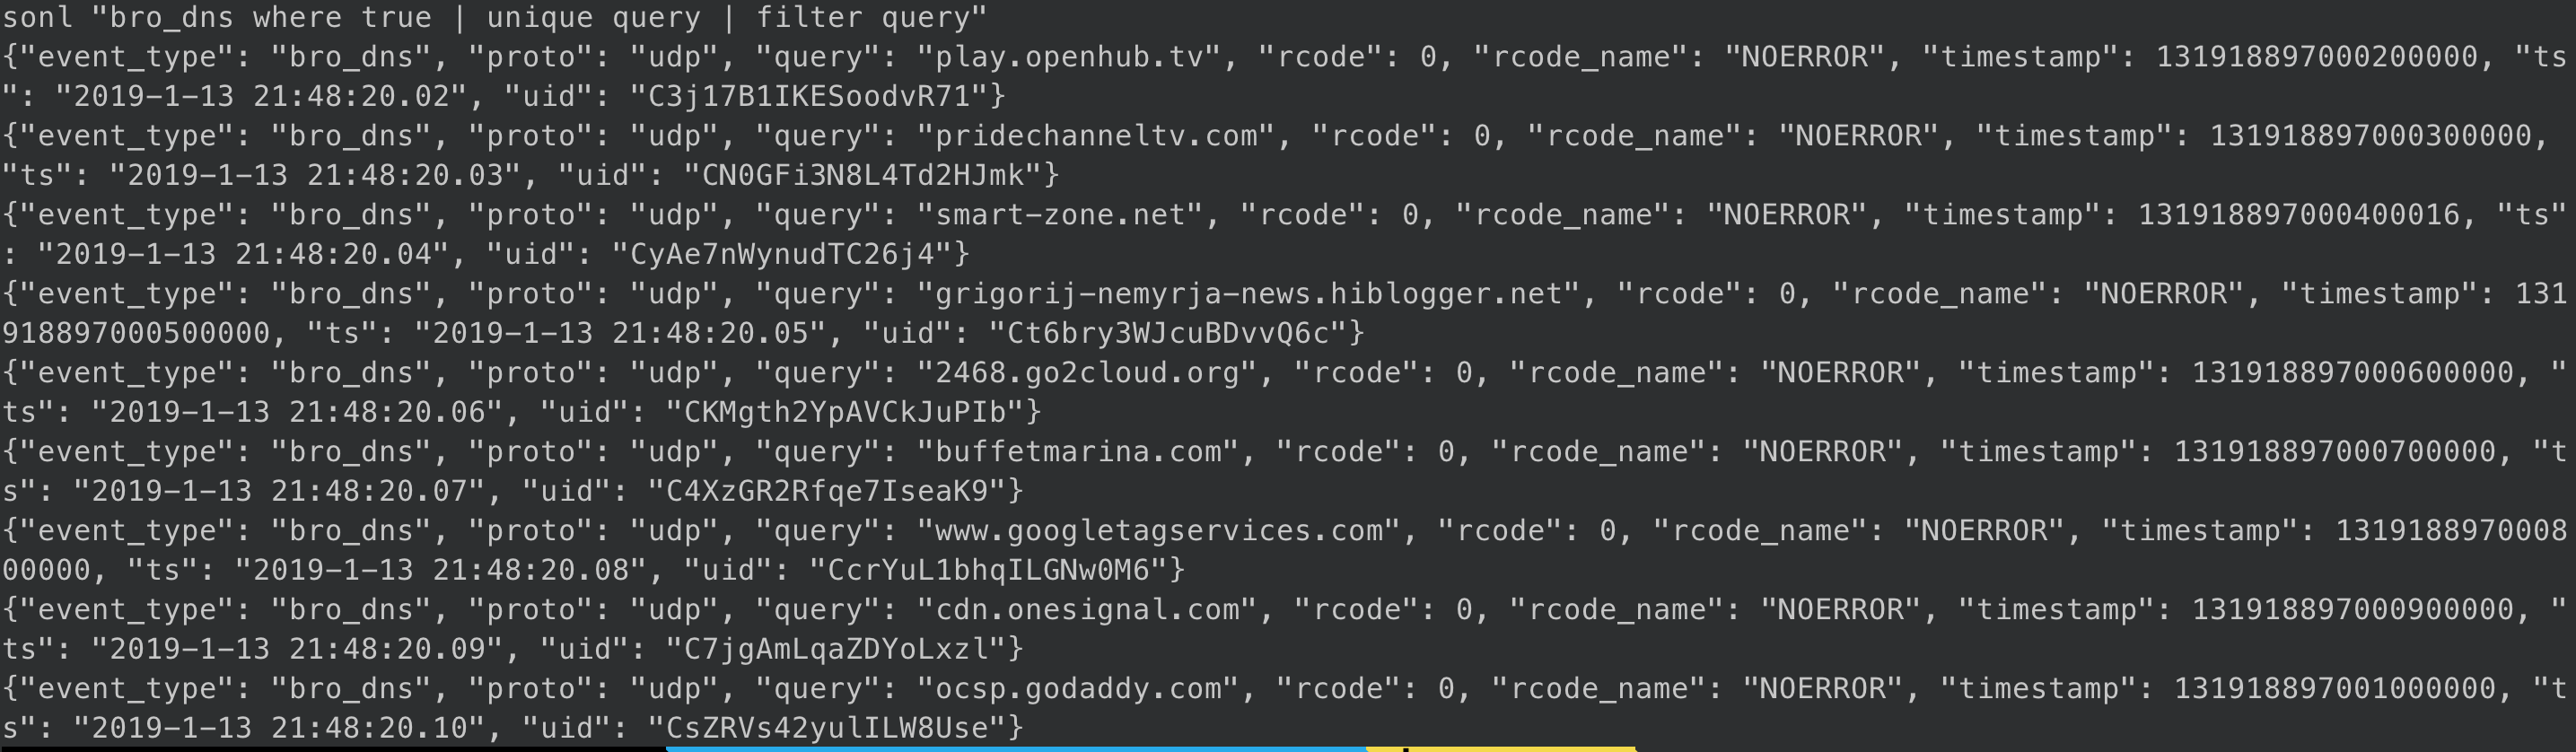 sonl "bro_dns where true | unique query | filter query"
{"event_type": "bro_dns", "proto": "udp", "query": "play.openhub.tv", "rcode": 0, "rcode_name": "NOERROR", "timestamp": 131918897000200000, "ts
": "2019-1-13 21:48:20.02", "uid": "C3j17B1IKESoodvR71"}
{"event_type": "bro_dns", "proto": "udp", "query": "pridechanneltv.com", "rcode": 0, "rcode_name": "NOERROR", "timestamp": 131918897000300000,
"ts": "2019-1-13 21:48:20.03", "uid": "CN0GFi3N8L4Td2HJmk"}
{"event_type": "bro_dns", "proto": "udp", "query": "smart-zone.net", "rcode": 0, "rcode_name": "NOERROR", "timestamp": 131918897000400016, "ts"
: "2019-1-13 21:48:20.04", "uid": "CyAe7nWynudTC26j4"}
{"event_type": "bro_dns", "proto": "udp", "query": "grigorij-nemyrja-news.hiblogger.net", "rcode": 0, "rcode_name": "NOERROR", "timestamp": 131
918897000500000, "ts": "2019-1-13 21:48:20.05", "uid": "Ct6bry3WJcuBDvvQ6c"}
{"event_type": "bro_dns", "proto": "udp", "query": "2468.go2cloud.org", "rcode": 0, "rcode_name": "NOERROR", "timestamp": 131918897000600000, "
ts": "2019-1-13 21:48:20.06", "uid": "CKMgth2YpAVCkJuPIb"}
{"event_type": "bro_dns", "proto": "udp", "query": "buffetmarina.com", "rcode": 0, "rcode_name": "NOERROR", "timestamp": 131918897000700000, "t
s": "2019-1-13 21:48:20.07", "uid": "C4XzGR2Rfqe7IseaK9"}
{"event_type": "bro_dns", "proto": "udp", "query": "www.googletagservices.com", "rcode": 0, "rcode_name": "NOERROR", "timestamp": 1319188970008
00000, "ts": "2019-1-13 21:48:20.08", "uid": "CcrYuL1bhqILGNw0M6"}
{"event_type": "bro_dns", "proto": "udp", "query": "cdn.onesignal.com", "rcode": 0, "rcode_name": "NOERROR", "timestamp": 131918897000900000, "
ts": "2019-1-13 21:48:20.09", "uid": "C7jgAmLqaZDYoLxzl"}
{"event_type": "bro_dns", "proto": "udp", "query": "ocsp.godaddy.com", "rcode": 0, "rcode_name": "NOERROR", "timestamp": 131918897001000000, "t
s": "2019-1-13 21:48:20.10", "uid": "CsZRVs42yulILW8Use"}